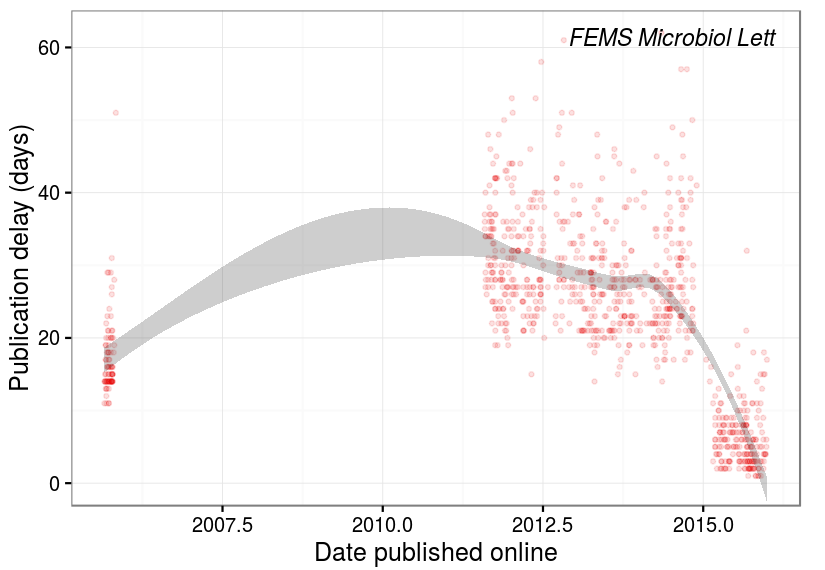 FEMS Microbiol Lett
60
40
20
0
Publication delay (days)
2007.5 2010.0 2012.5 2015.0
Date published online